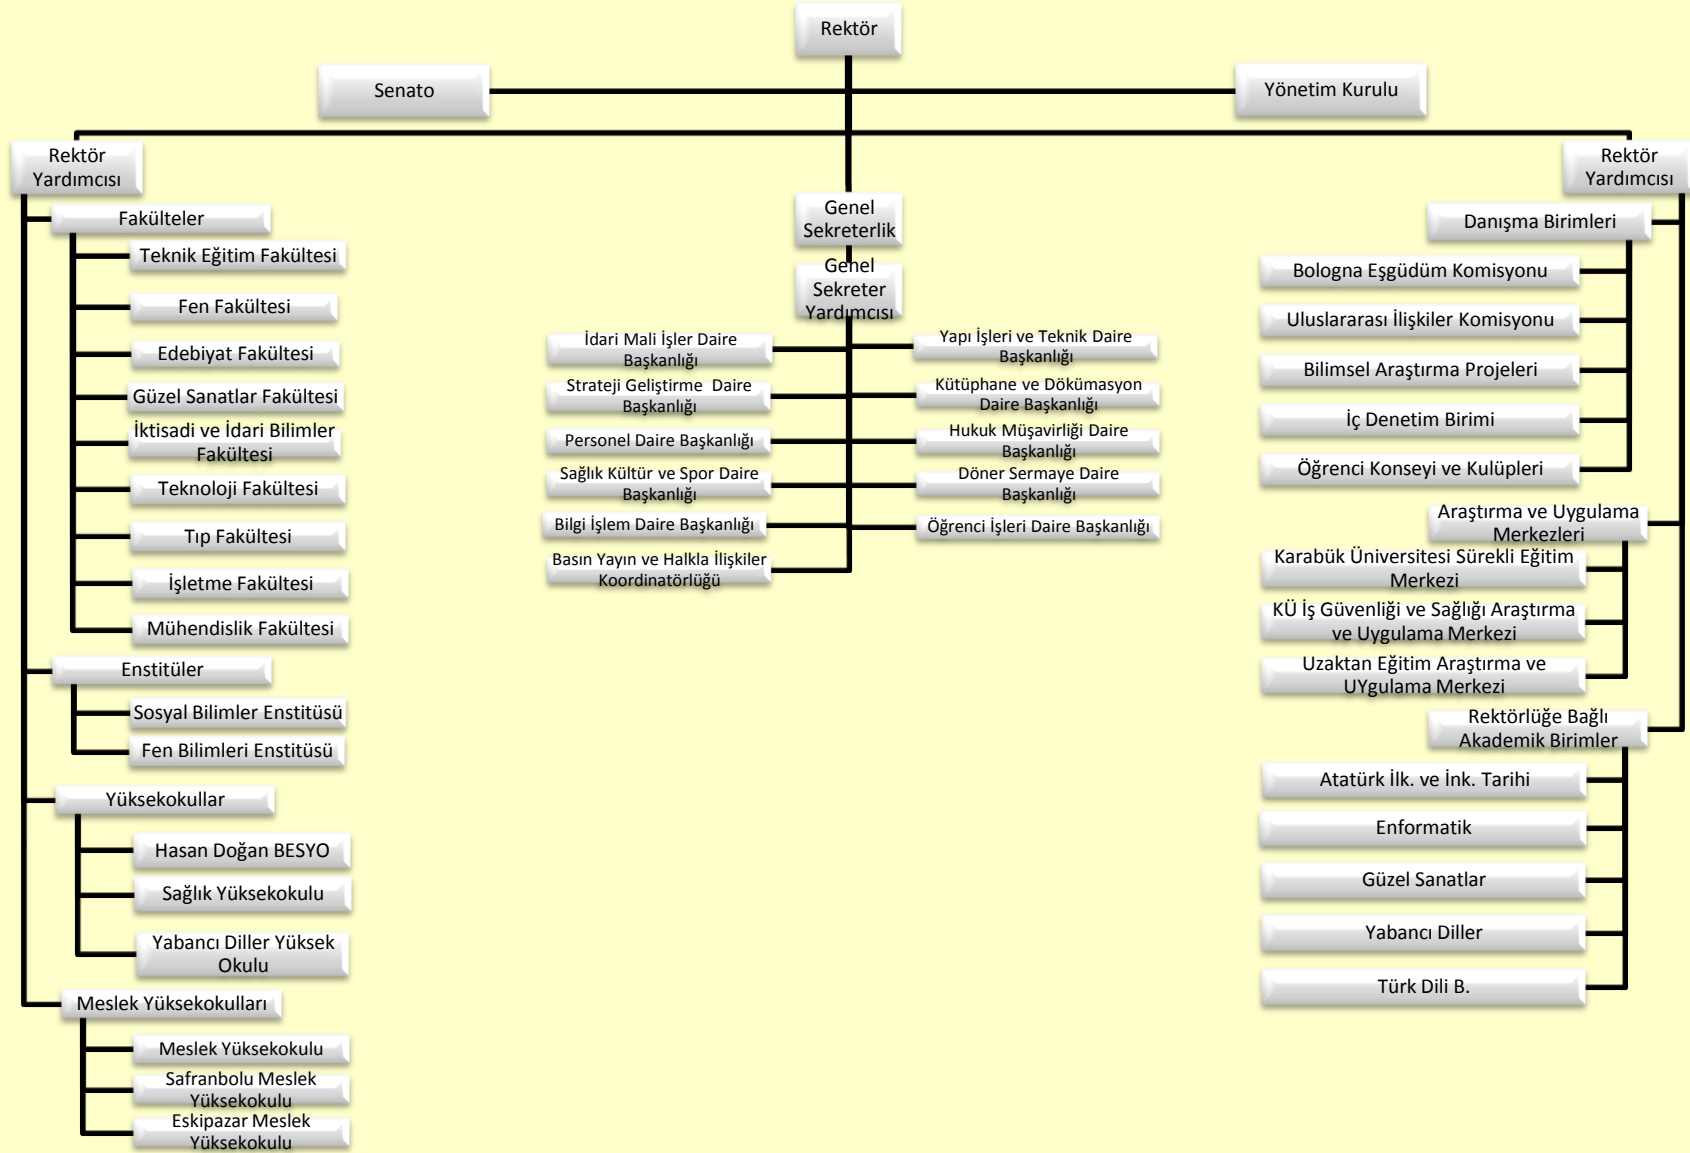 Rektör
Senato
Yönetim Kurulu
Rektör
Yardımcısı
Fakülteler
Teknik Eğitim Fakültesi
Fen Fakültesi
Edebiyat Fakültesi
Güzel Sanatlar Fakültesi
İktisadi ve İdari Bilimler
Fakültesi
Teknoloji Fakültesi
Tıp Fakültesi
İşletme Fakültesi
Mühendislik Fakültesi
Enstitüler
Sosyal Bilimler Enstitüsü
Fen Bilimleri Enstitüsü
Yüksekokullar
Hasan Doğan BESYO
Sağlık Yüksekokulu
Yabancı Diller Yüksek
Okulu
Meslek Yüksekokulları
Meslek Yüksekokulu
Safranbolu Meslek
Yüksekokulu
Eskipazar Meslek
Yüksekokulu
Genel
Sekreterlik
Genel
Sekreter
Yardımcısı
İdari Mali İşler Daire
Başkanlığı
Yapı İşleri ve Teknik Daire
Başkanlığı
Strateji Geliştirme Daire
Başkanlığı
Kütüphane ve Dökümasyon
Daire Başkanlığı
Personel Daire Başkanlığı
Hukuk Müşavirliği Daire
Başkanlığı
Sağlık Kültür ve Spor Daire
Başkanlığı
Döner Sermaye Daire
Başkanlığı
Bilgi İşlem Daire Başkanlığı
Öğrenci İşleri Daire Başkanlığı
Basın Yayın ve Halkla İlişkiler
Koordinatörlüğü
Rektör
Yardımcısı
Danışma Birimleri
Bologna Eşgüdüm Komisyonu
Uluslararası İlişkiler Komisyonu
Bilimsel Araştırma Projeleri
İç Denetim Birimi
Öğrenci Konseyi ve Kulüpleri
Araştırma ve Uygulama
Merkezleri
Karabük Üniversitesi Sürekli Eğitim
Merkezi
KÜ İş Güvenliği ve Sağlığı Araştırma
ve Uygulama Merkezi
Uzaktan Eğitim Araştırma ve
UYgulama Merkezi
Rektörlüğe Bağlı
Akademik Birimler
Atatürk İlk. ve İnk. Tarihi
Enformatik
Güzel Sanatlar
Yabancı Diller
Türk Dili B.